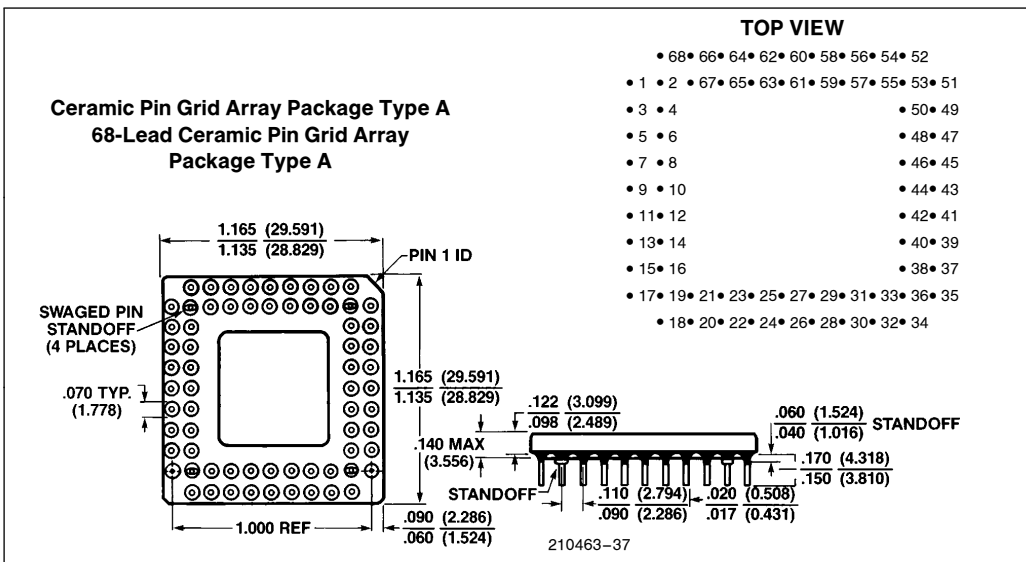 TOP VIEW
• 68• 66• 64• 62• 60• 58• 56• 54• 52
• 1 • 2 • 67• 65• 63• 61• 59• 57• 55• 53• 51
• 3 • 4 • 50• 49
• 5 • 6 • 48• 47
• 7 • 8 • 46• 45
• 9 • 10 • 44• 43
• 11• 12 • 42• 41
• 13• 14 • 40• 39
• 15• 16 • 38• 37
• 17• 19• 21• 23• 25• 27• 29• 31• 33• 36• 35
• 18• 20• 22• 24• 26• 28• 30• 32• 34
Ceramic Pin Grid Array Package Type A
68-Lead Ceramic Pin Grid Array
Package Type A
1.165 (29.591)
1.135 (28.829)
PIN 1 ID
SWAGED PIN
STANDOFF
(4 PLACES)
.070 TYP.
(1.778)
1.165 (29.591)
1.135 (28.829)
1.000 REF
.090 (2.286)
.060 (1.524)
.122 (3.099)
.098 (2.489)
.140 MAX
(3.556)
STANDOFF
.110 (2.794)
.090 (2.286)
.020 (0.508)
.017 (0.431)
.060 (1.524)
.040 (1.016)
STANDOFF
.170 (4.318)
.150 (3.810)
210463–37